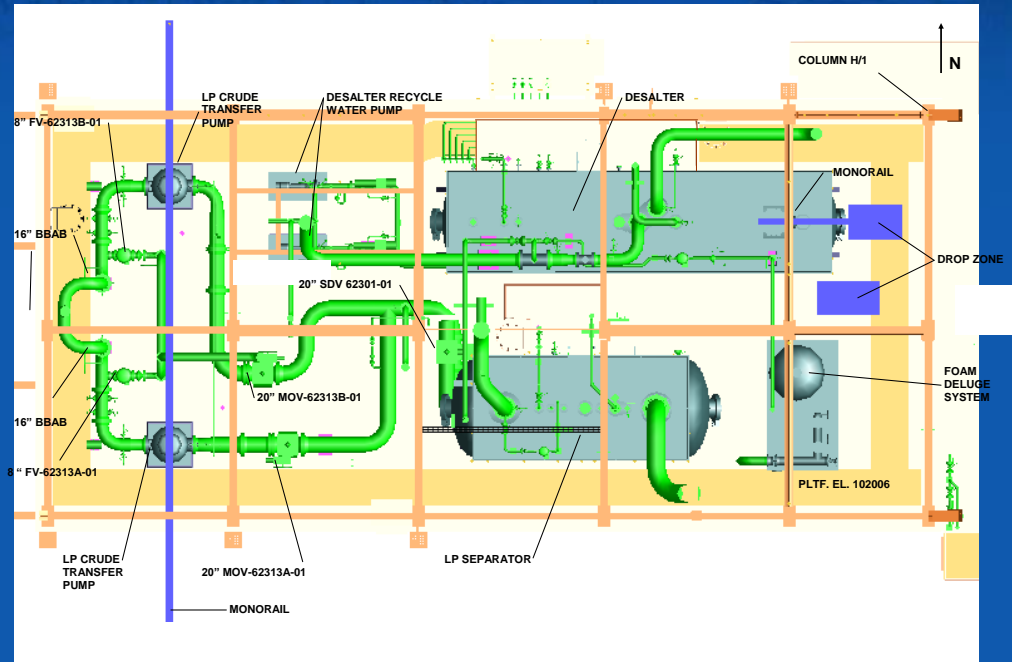 COLUMN H/1
N
LP CRUDE
TRANSFER
PUMP
DESALTER RECYCLE
WATER PUMP
DESALTER
8” FV-62313B-01
MONORAIL
16” BBAB
DROP ZONE
20” SDV 62301-01
FOAM
DELUGE
SYSTEM
20” MOV-62313B-01
16” BBAB
8 “ FV-62313A-01
PLTF. EL. 102006
LP CRUDE
TRANSFER
PUMP
20” MOV-62313A-01
LP SEPARATOR
MONORAIL